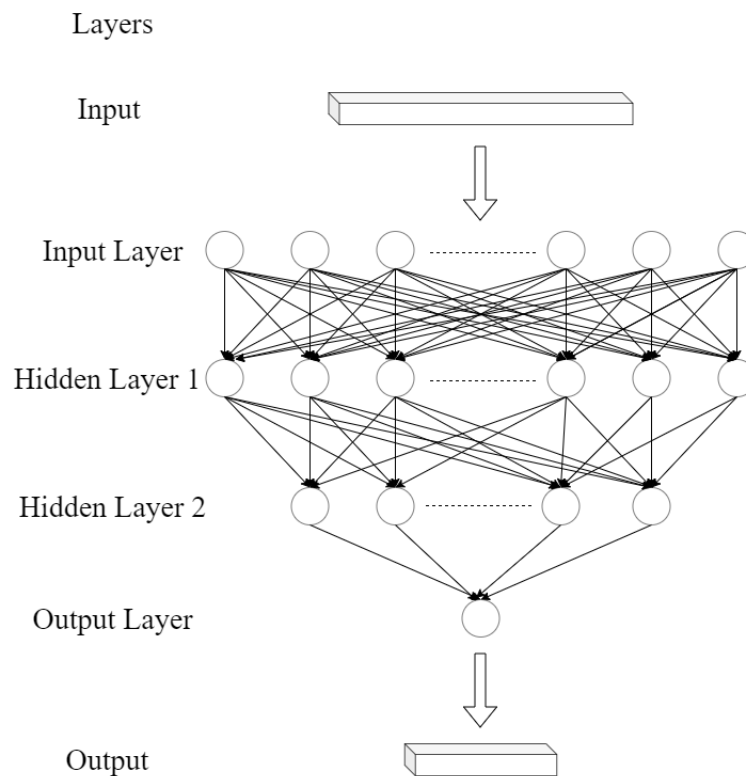 Layers
Input
Input Layer
Hidden Layer 1
Hidden Layer 2
Output Layer
Output